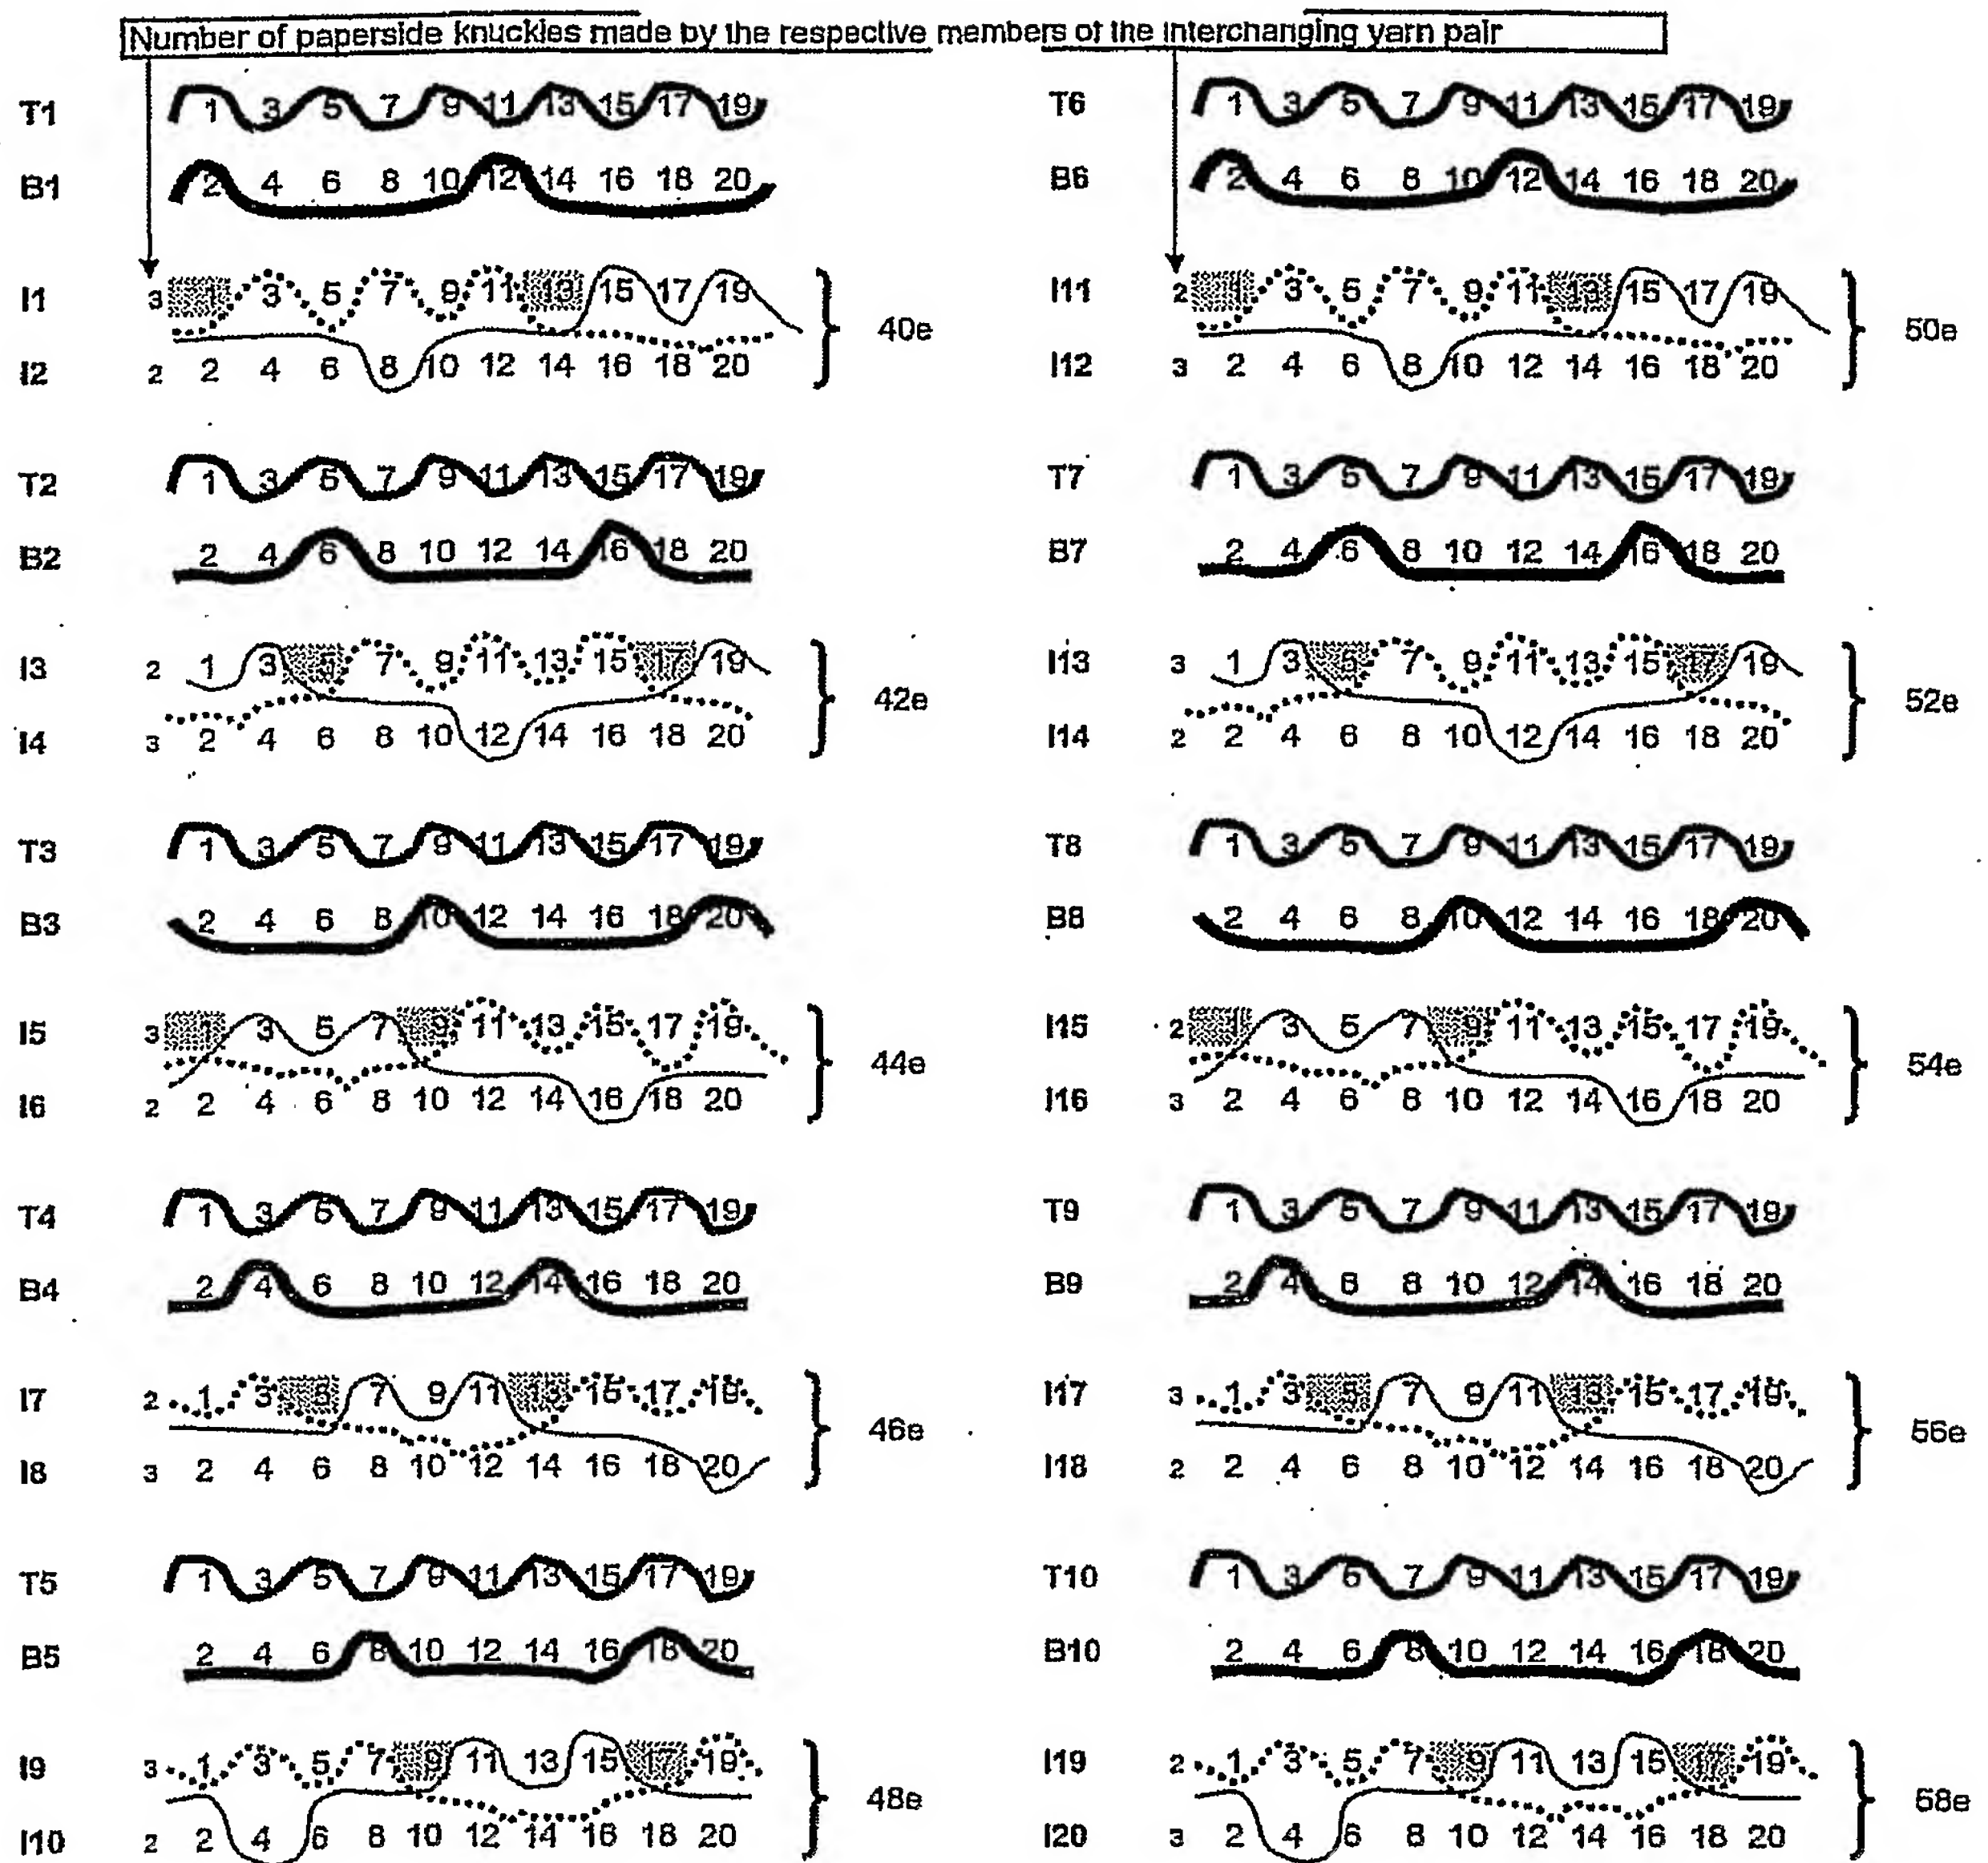 Number of paperside knuckles made by the respective members of the interchanging yarn pair
T1 1 3 5 7 9 11 13 15 17 19
B1 2 4 6 8 10 12 14 16 18 20
I1 3 1 3 5 7 9 11 13 15 17 19
40e
I2 2 2 4 6 8 10 12 14 16 18 20
T2 1 3 5 7 9 11 13 15 17 19
B2 2 4 6 8 10 12 14 16 18 20
I3 2 1 3 5 7 9 11 13 15 17 19
42e
I4 3 2 4 6 8 10 12 14 16 18 20
T3 1 3 5 7 9 11 13 15 17 19
B3 2 4 6 8 10 12 14 16 18 20
I5 3 1 3 5 7 9 11 13 15 17 19
44e
I6 2 2 4 6 8 10 12 14 16 18 20
T4 1 3 5 7 9 11 13 15 17 19
B4 2 4 6 8 10 12 14 16 18 20
I7 2 1 3 5 7 9 11 13 15 17 19
46e
I8 3 2 4 6 8 10 12 14 16 18 20
T5 1 3 5 7 9 11 13 15 17 19
B5 2 4 6 8 10 12 14 16 18 20
I9 3 1 3 5 7 9 11 13 15 17 19
48e
I10 2 2 4 6 8 10 12 14 16 18 20
T6 1 3 5 7 9 11 13 15 17 19
B6 2 4 6 8 10 12 14 16 18 20
I11 2 1 3 5 7 9 11 13 15 17 19
50e
I12 3 2 4 6 8 10 12 14 16 18 20
T7 1 3 5 7 9 11 13 15 17 19
B7 2 4 6 8 10 12 14 16 18 20
I13 3 1 3 5 7 9 11 13 15 17 19
52e
I14 2 2 4 6 8 10 12 14 16 18 20
T8 1 3 5 7 9 11 13 15 17 19
B8 2 4 6 8 10 12 14 16 18 20
I15 2 1 3 5 7 9 11 13 15 17 19
54e
I16 3 2 4 6 8 10 12 14 16 18 20
T9 1 3 5 7 9 11 13 15 17 19
B9 2 4 6 8 10 12 14 16 18 20
I17 3 1 3 5 7 9 11 13 15 17 19
56e
I18 2 2 4 6 8 10 12 14 16 18 20
T10 1 3 5 7 9 11 13 15 17 19
B10 2 4 6 8 10 12 14 16 18 20
I19 2 1 3 5 7 9 11 13 15 17 19
58e
I20 3 2 4 6 8 10 12 14 16 18 20